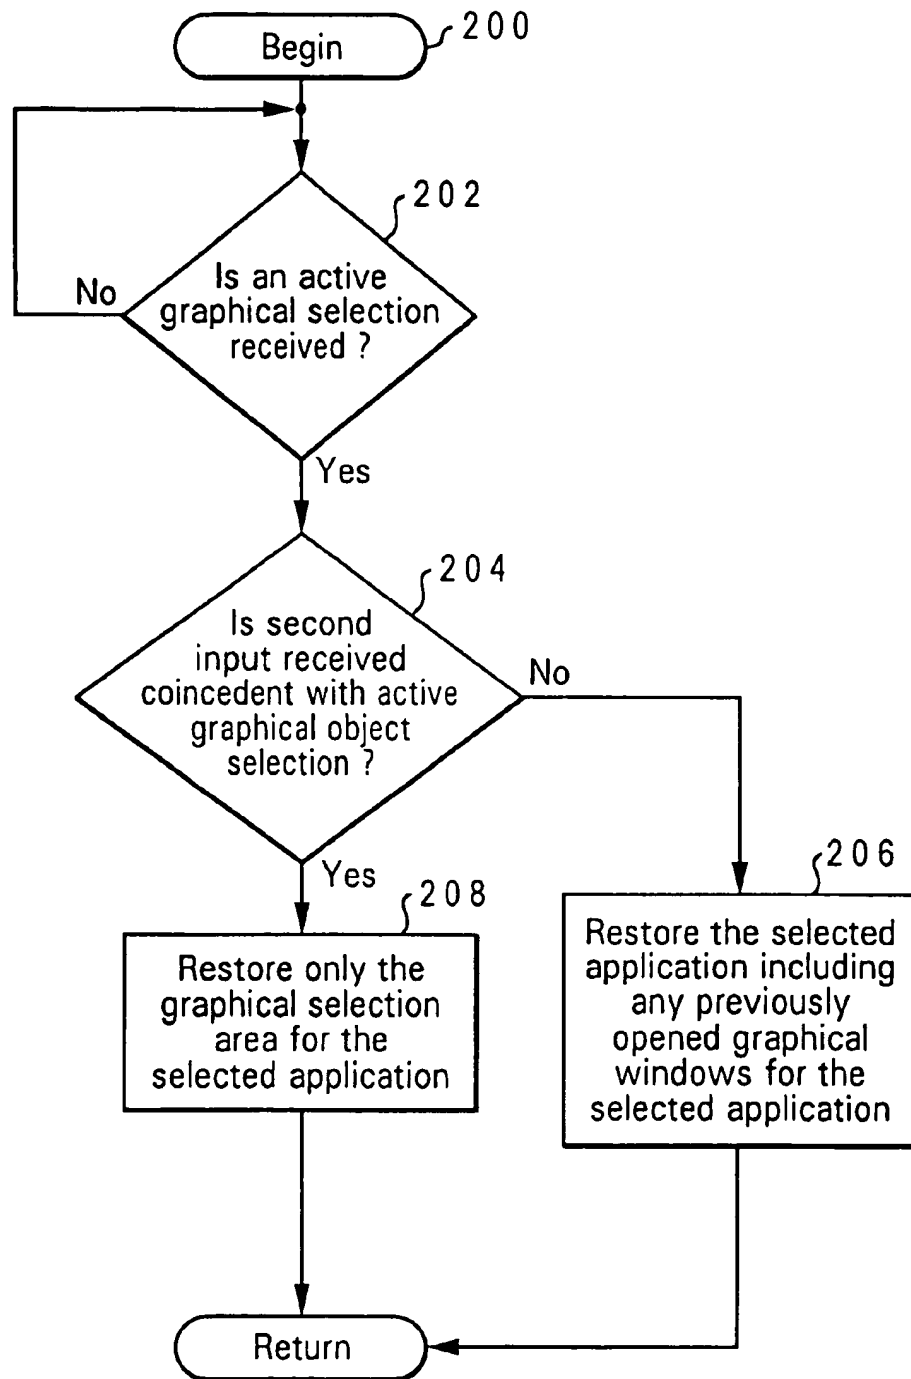 Begin
200
202
Is an active
graphical selection
received ?
No
Yes
204
Is second
input received
coincedent with active
graphical object
selection ?
No
Yes
206
Restore the selected
application including
any previously
opened graphical
windows for the
selected application
208
Restore only the
graphical selection
area for the
selected application
Return